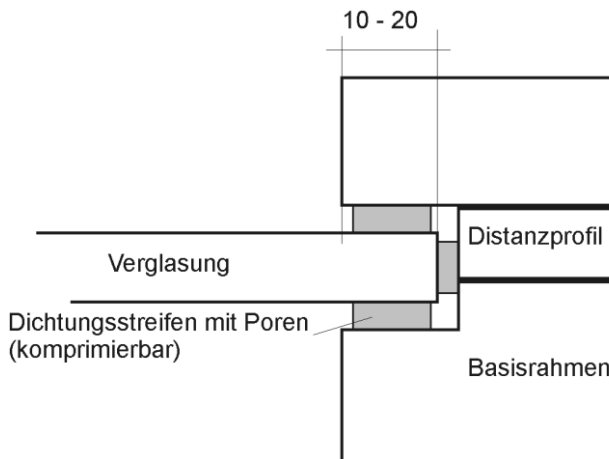 10 - 20
Distanzprofil
Verglasung
Dichtungsstreifen mit Poren
(komprimierbar)
Basisrahmen